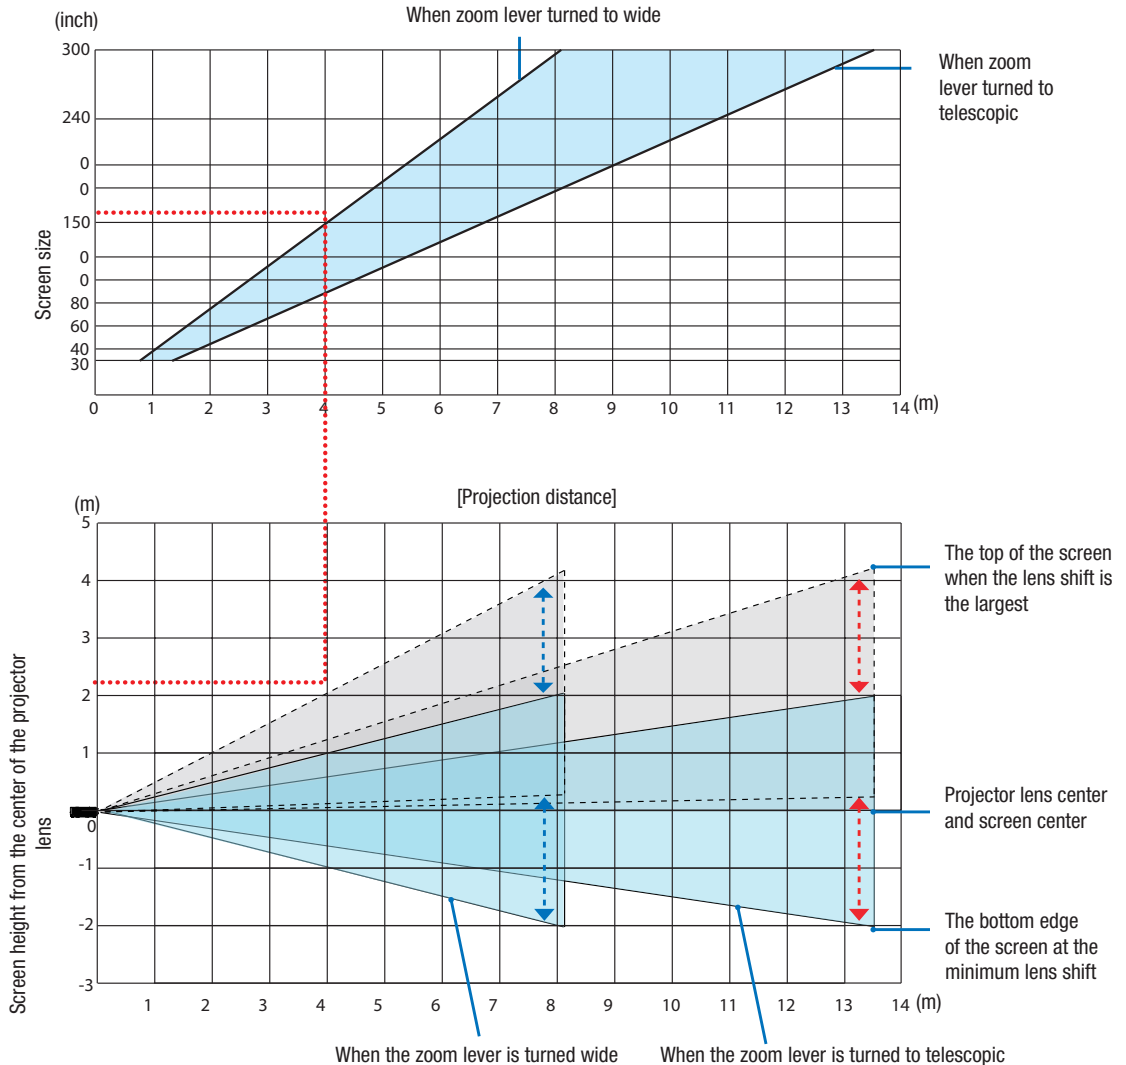 When zoom lever turned to wide
(inch)
300
When zoom
lever turned to
telescopic
240
0
0
150
0
0
80
60
40
30
Screen size
0 1 2 3 4 5 6 7 8 9 10 11 12 13 14 (m)
[Projection distance]
(m)
5
4
3
2
1
0
-1
-2
-3
Screen height from the center of the projector
lens
The top of the screen
when the lens shift is
the largest
Projector lens center
and screen center
The bottom edge
of the screen at the
minimum lens shift
1 2 3 4 5 6 7 8 9 10 11 12 13 14 (m)
When the zoom lever is turned wide
When the zoom lever is turned to telescopic